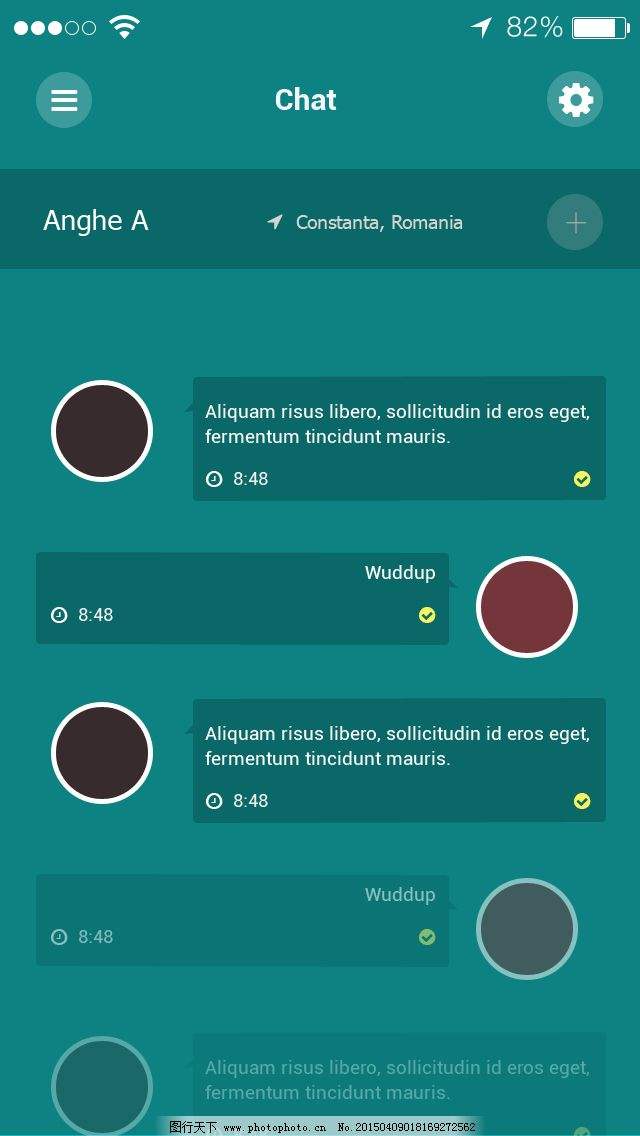 82%
Chat
Anghe A
Constanta, Romania
Aliquam risus libero, sollicitudin id eros eget,
fermentum tincidunt mauris.
8:48
Wuddup
8:48
Aliquam risus libero, sollicitudin id eros eget,
fermentum tincidunt mauris.
8:48
Wuddup
8:48
Aliquam risus libero, sollicitudin id eros eget,
fermentum tincidunt mauris.
图行天下 www.photophoto.cn No.20150409018169272562